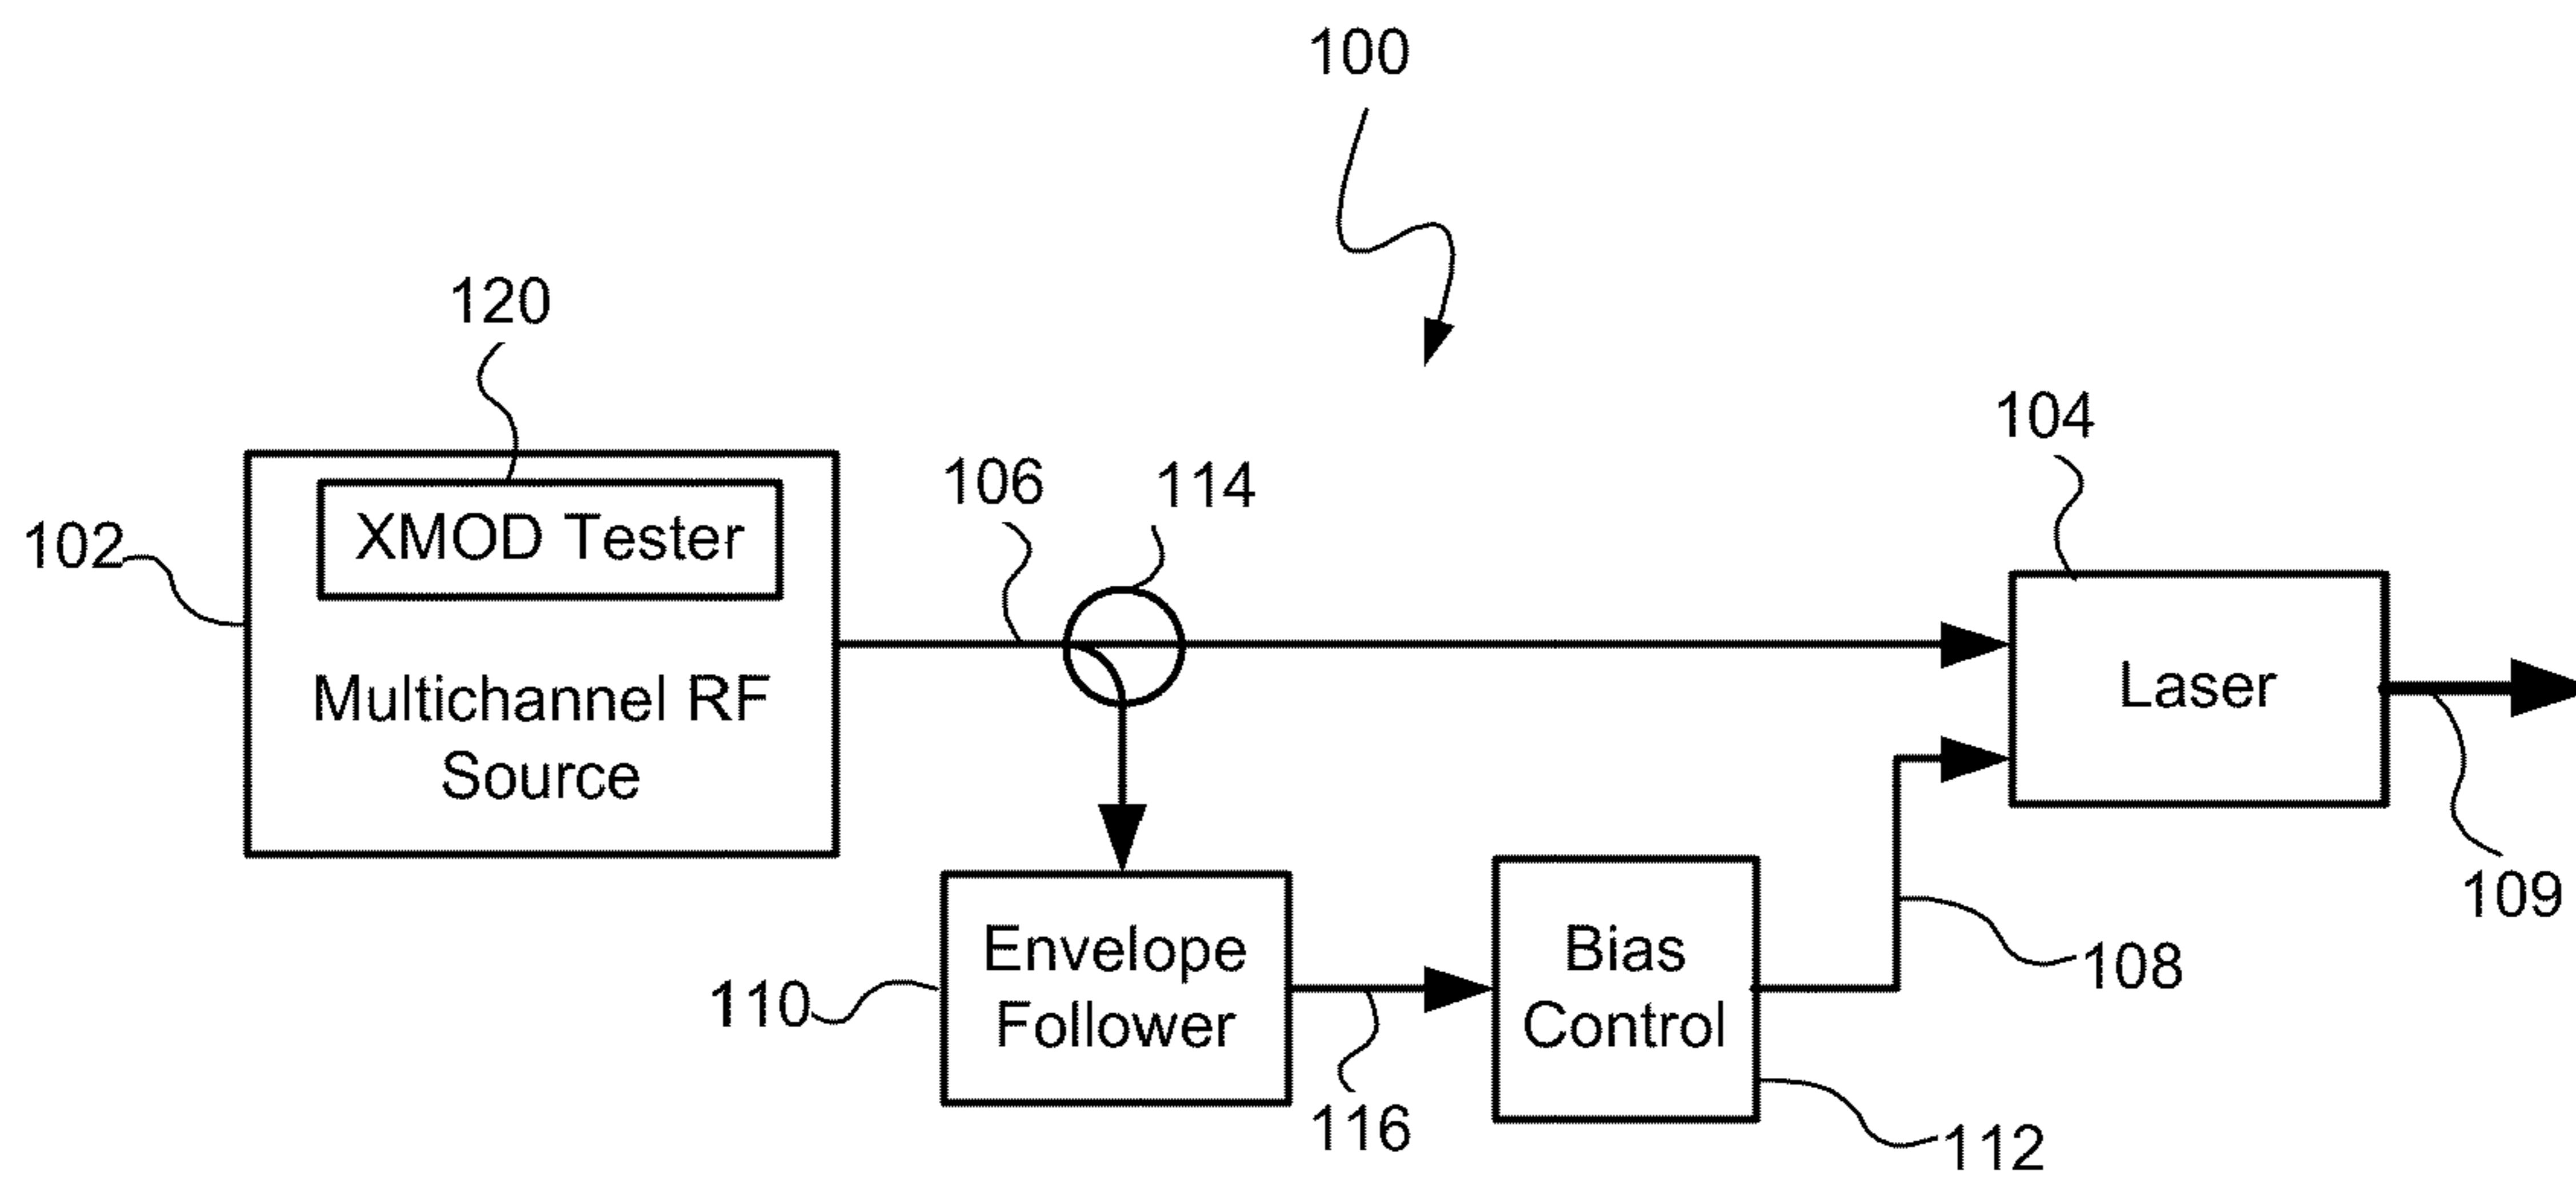 100
120
104
106
114
XMOD Tester
102
Multichannel RF
Source
Laser
109
Envelope
Follower
Bias
Control
108
110
116
112